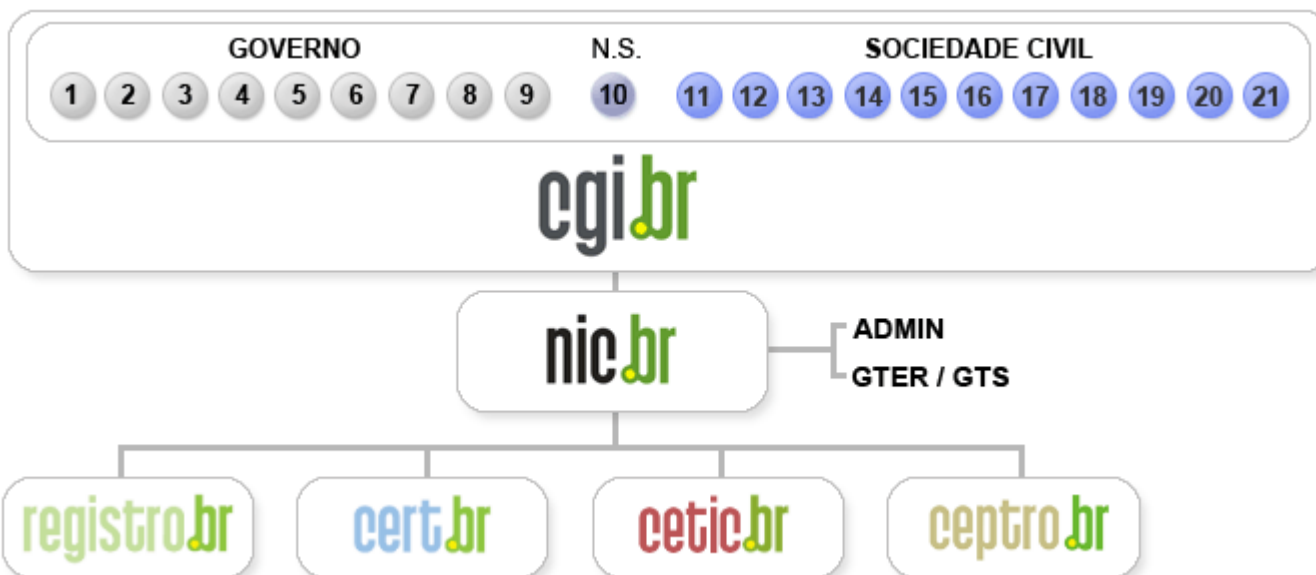 GOVERNO N.S. SOCIEDADE CIVIL
1 2 3 4 5 6 7 8 9 10 11 12 13 14 15 16 17 18 19 20 21
cgi.br
nic.br
ADMIN
GTER / GTS
registro.br cert.br cetic.br ceptro.br